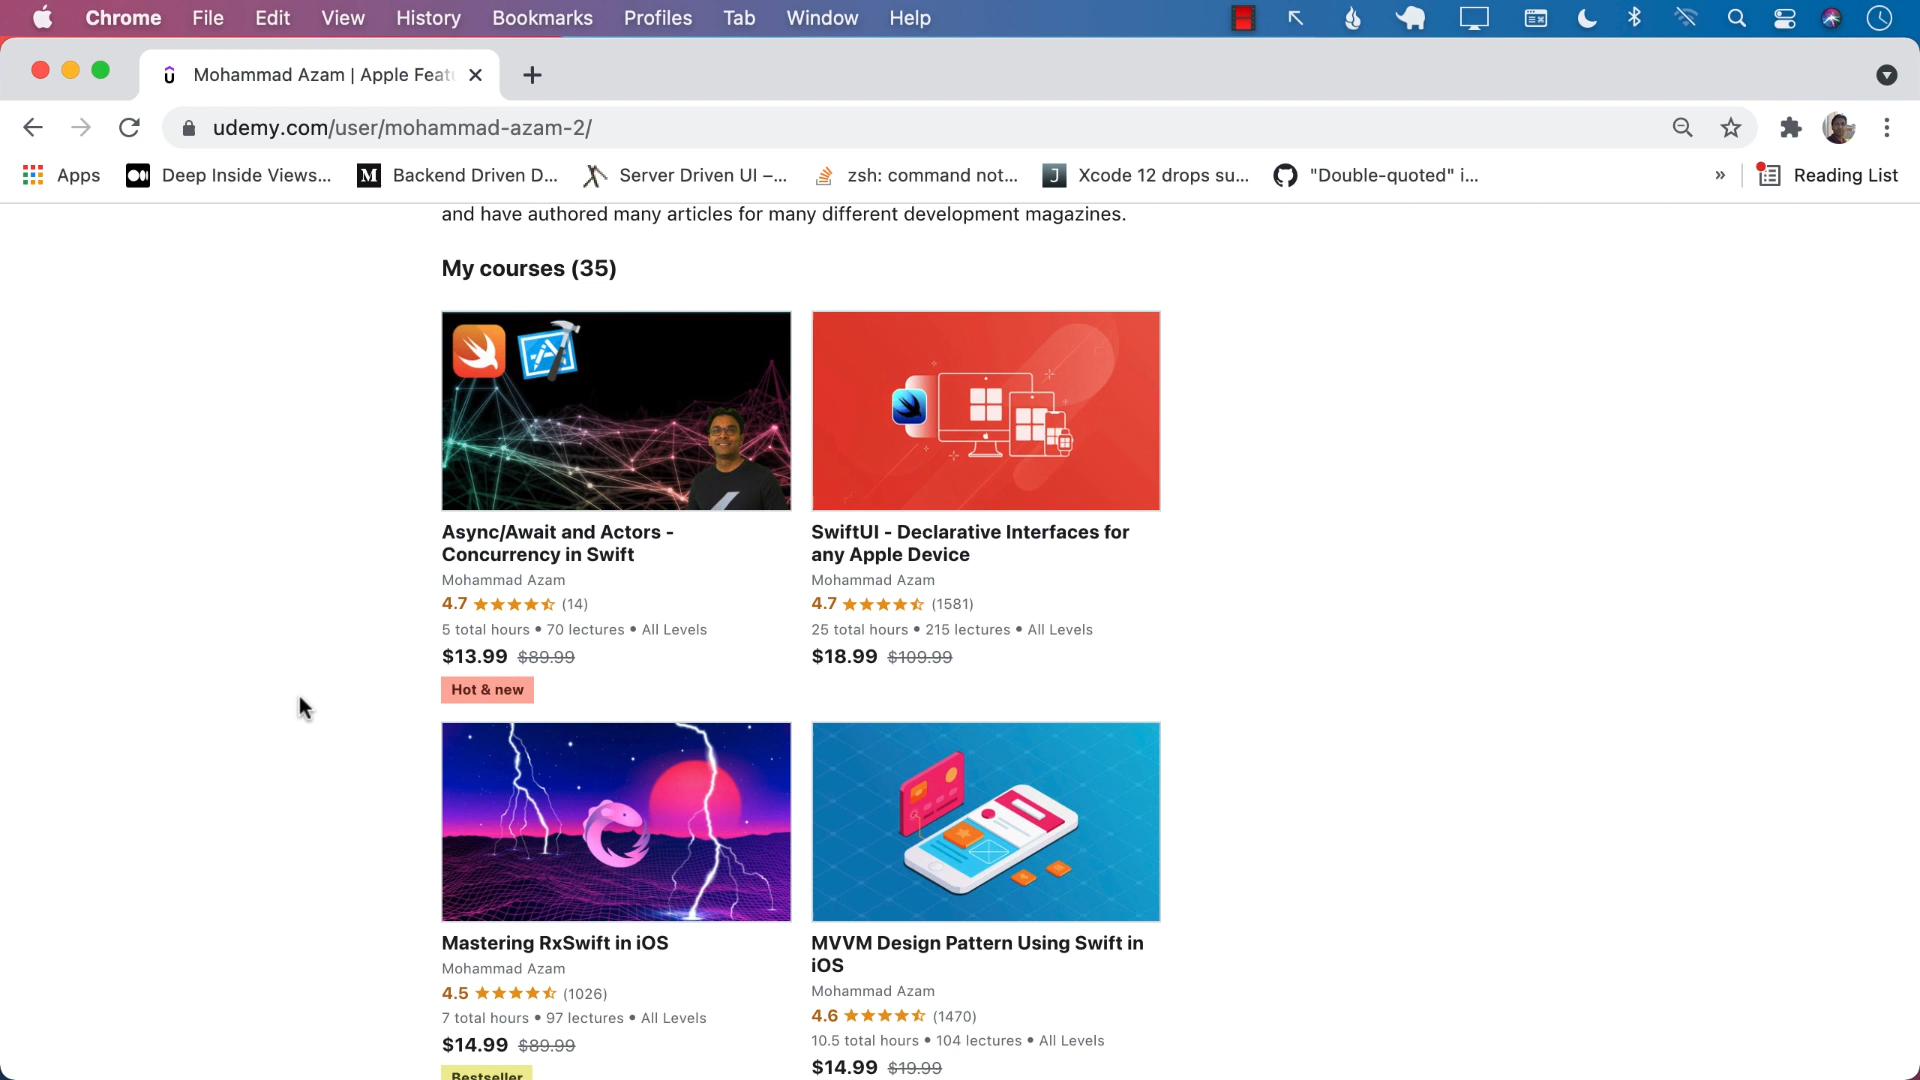 Chrome File Edit View History Bookmarks Profiles Tab Window Help
Mohammad Azam | Apple Feat
udemy.com/user/mohammad-azam-2/
Apps Deep Inside Views... Backend Driven D... Server Driven UI –... zsh: command not... Xcode 12 drops su... "Double-quoted" i... » Reading List
and have authored many articles for many different development magazines.
My courses (35)
Async/Await and Actors -
Concurrency in Swift
Mohammad Azam
4.7 (14)
5 total hours • 70 lectures • All Levels
$13.99 $89.99
Hot & new
SwiftUI - Declarative Interfaces for
any Apple Device
Mohammad Azam
4.7 (1581)
25 total hours • 215 lectures • All Levels
$18.99 $109.99
Mastering RxSwift in iOS
Mohammad Azam
4.5 (1026)
7 total hours • 97 lectures • All Levels
$14.99 $89.99
Bestseller
MVVM Design Pattern Using Swift in
iOS
Mohammad Azam
4.6 (1470)
10.5 total hours • 104 lectures • All Levels
$14.99 $19.99